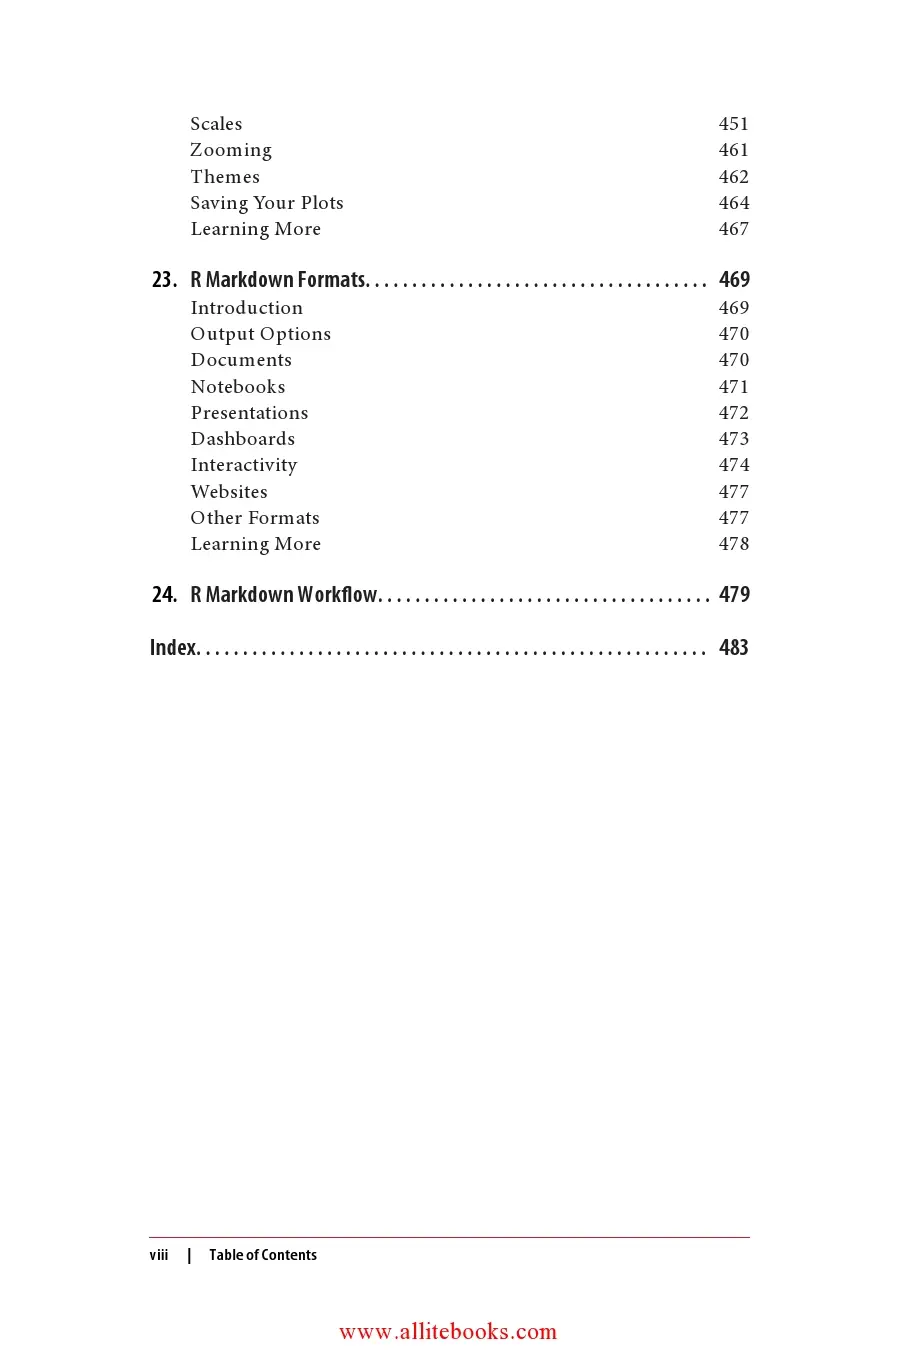 Scales 451
Zooming 461
Themes 462
Saving Your Plots 464
Learning More 467
23. R Markdown Formats. . . . . . . . . . . . . . . . . . . . . . . . . . . . . . . . . . . . . 469
Introduction 469
Output Options 470
Documents 470
Notebooks 471
Presentations 472
Dashboards 473
Interactivity 474
Websites 477
Other Formats 477
Learning More 478
24. R Markdown Workflow. . . . . . . . . . . . . . . . . . . . . . . . . . . . . . . . . . . . 479
Index. . . . . . . . . . . . . . . . . . . . . . . . . . . . . . . . . . . . . . . . . . . . . . . . . . . . . . . 483
viii | Table of Contents
www.allitebooks.com